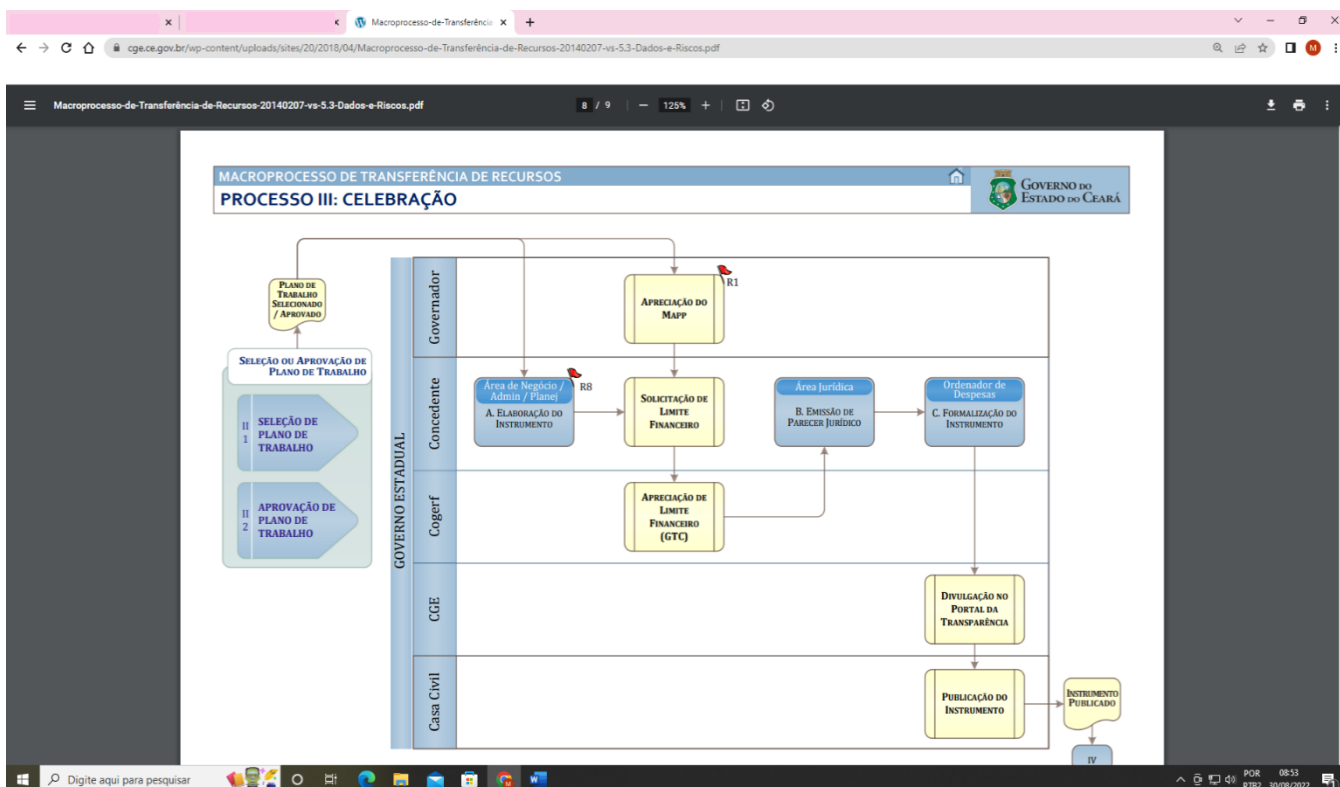 Macroprocesso-de-Transferência
cge.ce.gov.br/wp-content/uploads/sites/20/2018/04/Macroprocesso-de-Transferência-de-Recursos-20140207-vs-5.3-Dados-e-Riscos.pdf
M
Macroprocesso-de-Transferência-de-Recursos-20140207-vs-5.3-Dados-e-Riscos.pdf
8 / 9
125%
MACROPROCESSO DE TRANSFERÊNCIA DE RECURSOS
PROCESSO III: CELEBRAÇÃO
GOVERNO DO
ESTADO DO CEARÁ
PLANO DE
TRABALHO
SELECIONADO
/ APROVADO
SELEÇÃO OU APROVAÇÃO DE
PLANO DE TRABALHO
II
1
SELEÇÃO DE
PLANO DE
TRABALHO
II
2
APROVAÇÃO DE
PLANO DE
TRABALHO
GOVERNO ESTADUAL
Governador
APRECIAÇÃO DO
MAPP
R1
Concedente
Área de Negócio /
Admin / Planej
A. ELABORAÇÃO DO
INSTRUMENTO
R8
SOLICITAÇÃO DE
LIMITE
FINANCEIRO
Área Jurídica
B. EMISSÃO DE
PARECER JURÍDICO
Ordenador de
Despesas
C. FORMALIZAÇÃO DO
INSTRUMENTO
Cogerf
APRECIAÇÃO DE
LIMITE
FINANCEIRO
(GTC)
CGE
DIVULGAÇÃO NO
PORTAL DA
TRANSPARÊNCIA
Casa Civil
PUBLICAÇÃO DO
INSTRUMENTO
INSTRUMENTO
PUBLICADO
IV
Digite aqui para pesquisar
POR
PTB2
08:53
30/08/2022